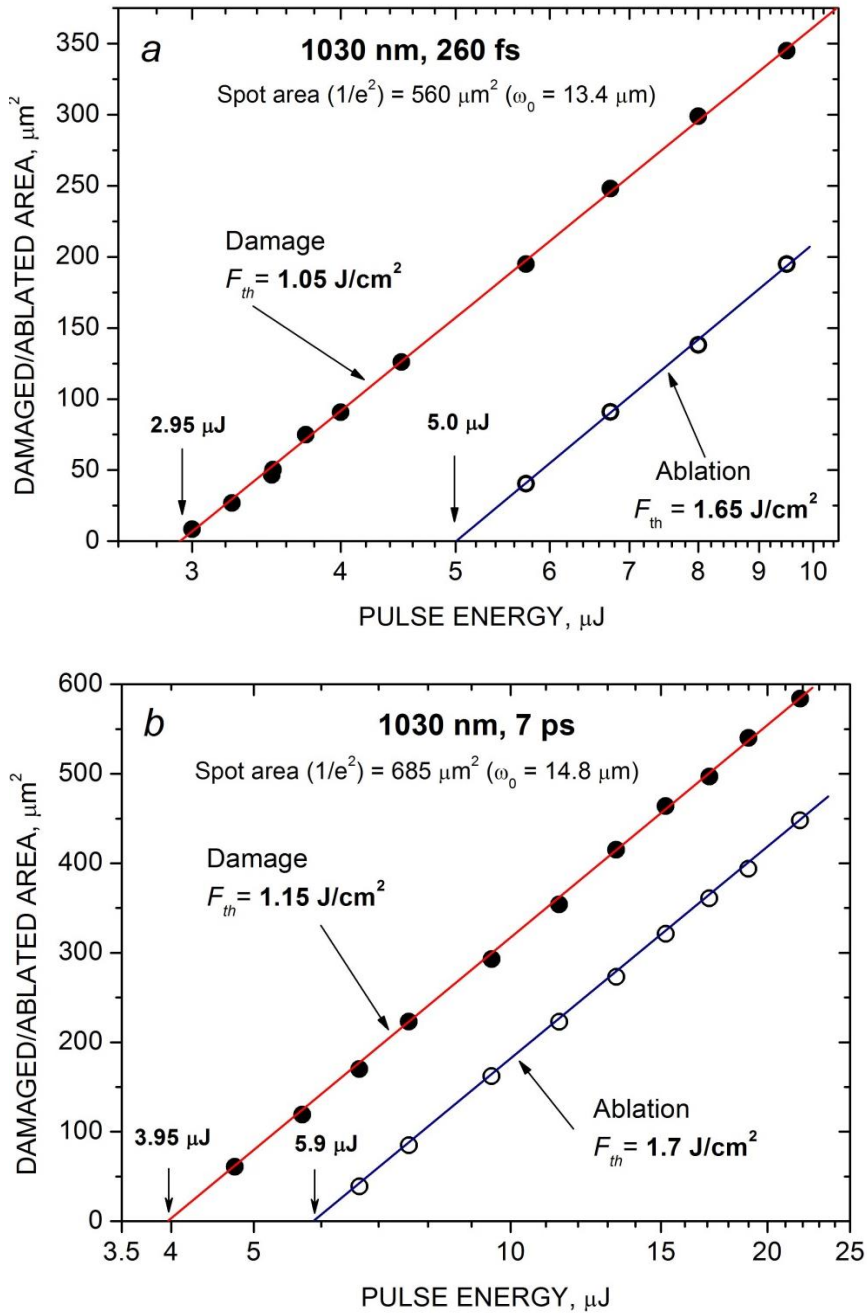 a
1030 nm, 260 fs
Spot area (1/e²) = 560 μm² (ω₀ = 13.4 μm)
Damage
F_th = 1.05 J/cm²
2.95 μJ
5.0 μJ
Ablation
F_th = 1.65 J/cm²
350
300
250
200
150
100
50
0
DAMAGED/ABLATED AREA, μm²
3 4 5 6 7 8 9 10
PULSE ENERGY, μJ
b
1030 nm, 7 ps
Spot area (1/e²) = 685 μm² (ω₀ = 14.8 μm)
Damage
F_th = 1.15 J/cm²
3.95 μJ
5.9 μJ
Ablation
F_th = 1.7 J/cm²
600
500
400
300
200
100
0
DAMAGED/ABLATED AREA, μm²
3.5 4 5 10 15 20 25
PULSE ENERGY, μJ